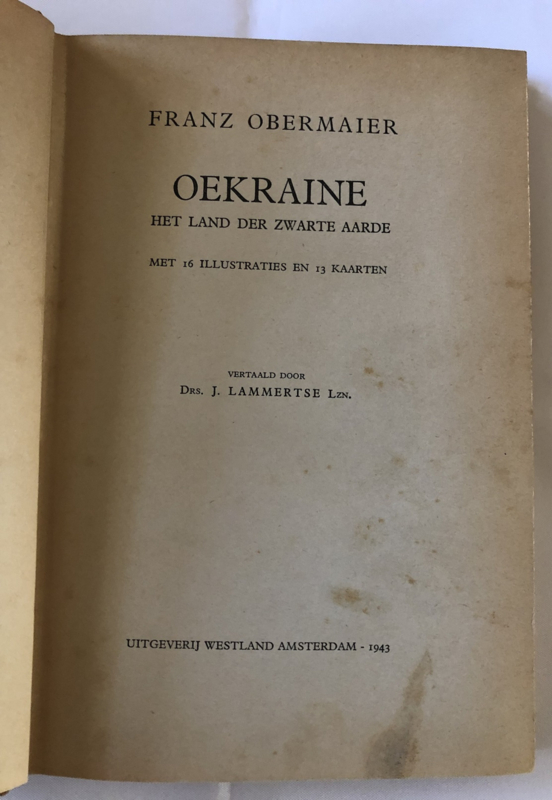 FRANZ OBERMAIER
OEKRAINE
HET LAND DER ZWARTE AARDE
MET 16 ILLUSTRATIES EN 13 KAARTEN
VERTAALD DOOR
DRS. J. LAMMERTSE LZN.
UITGEVERIJ WESTLAND AMSTERDAM - 1943